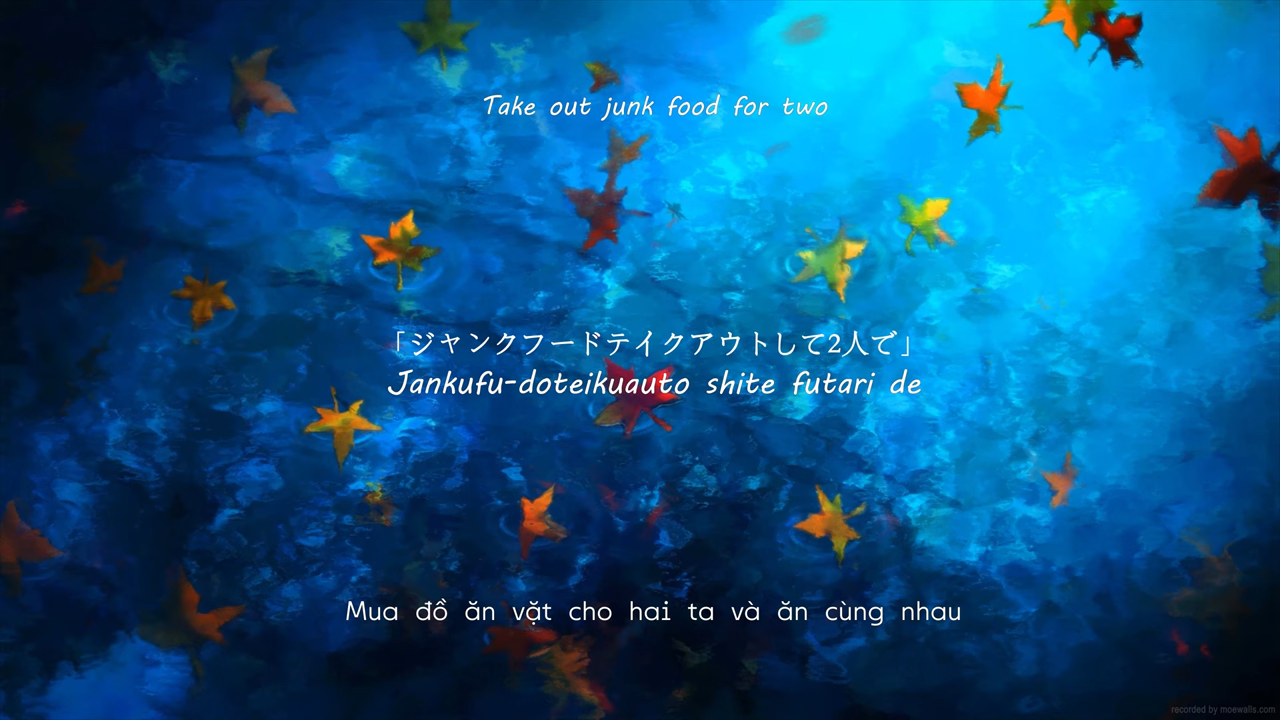 Take out junk food for two
「ジャンクフードテイクアウトして2人で」
Jankufu-doteikuauto shite futari de
Mua đồ ăn vặt cho hai ta và ăn cùng nhau
recorded by moewalls.com